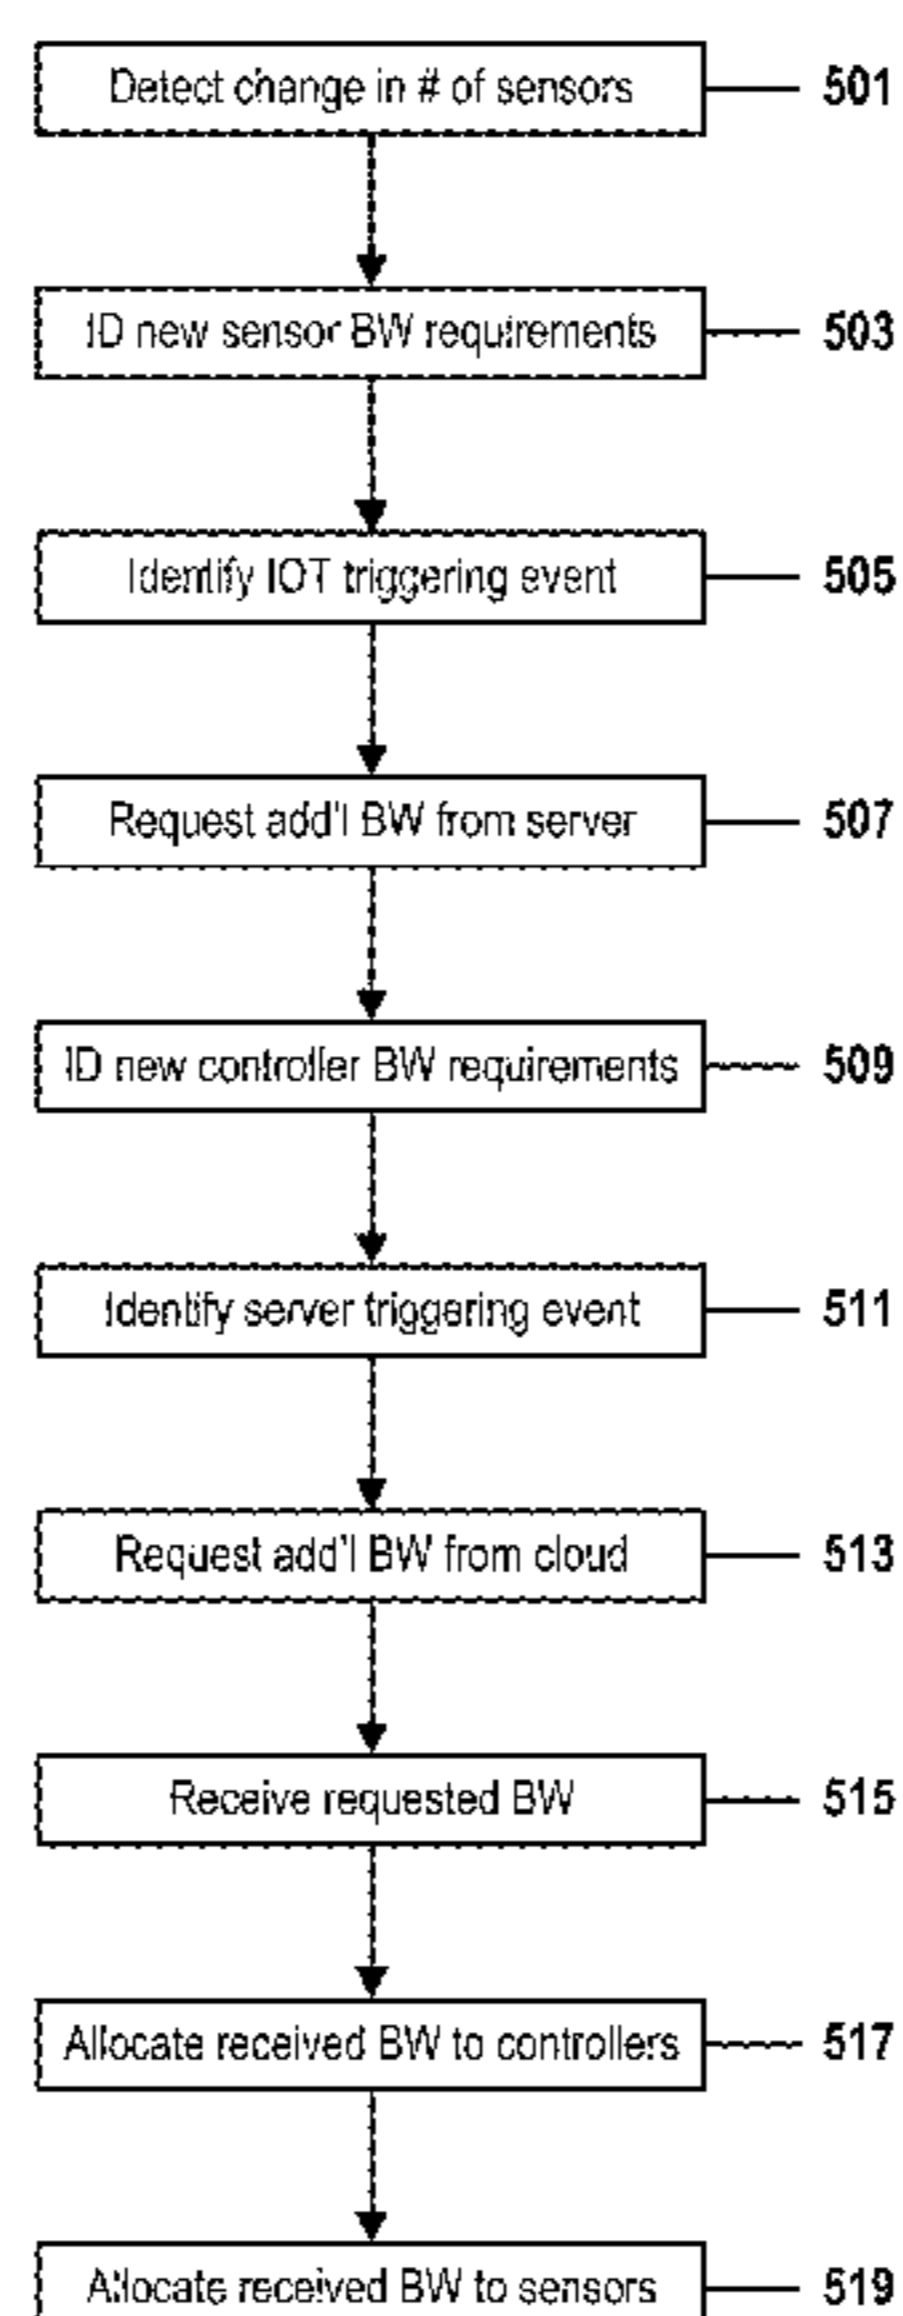 Detect change in # of sensors 501
ID new sensor BW requirements 503
Identify IOT triggering event 505
Request add'l BW from server 507
ID new controller BW requirements 509
Identify server triggering event 511
Request add'l BW from cloud 513
Receive requested BW 515
Allocate received BW to controllers 517
Allocate received BW to sensors 519